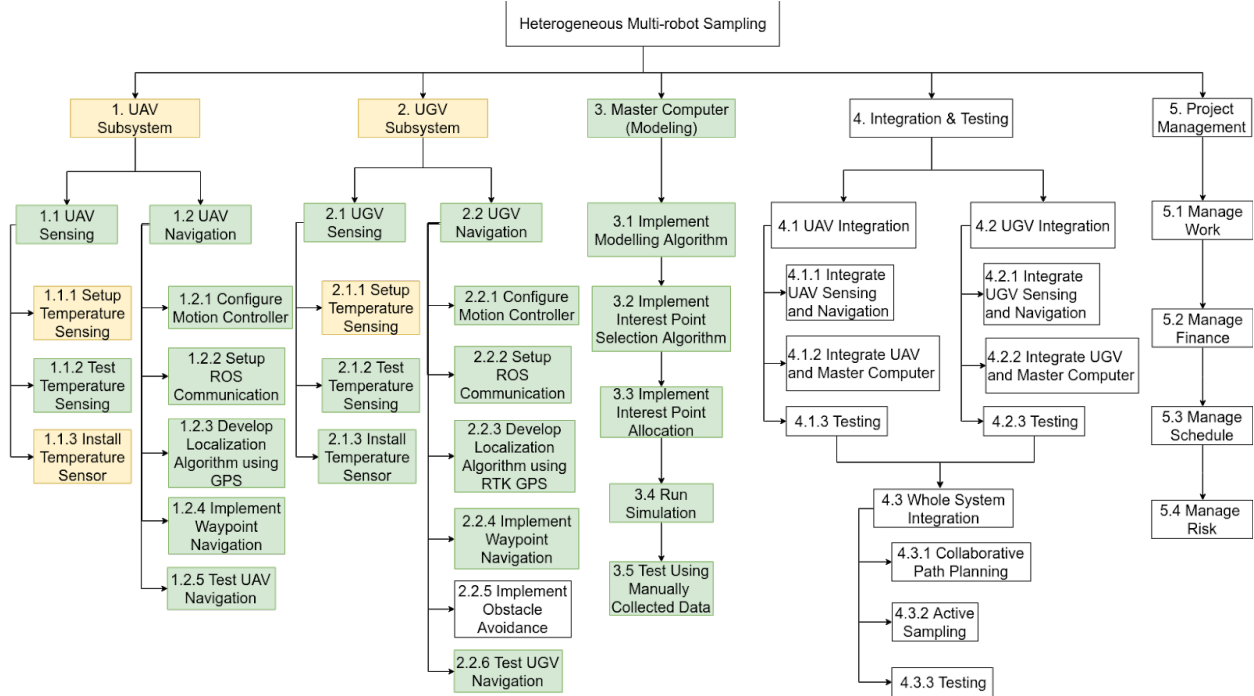 Heterogeneous Multi-robot Sampling
1. UAV
Subsystem
2. UGV
Subsystem
3. Master Computer
(Modeling)
4. Integration & Testing
5. Project
Management
1.1 UAV
Sensing
1.2 UAV
Navigation
2.1 UGV
Sensing
2.2 UGV
Navigation
3.1 Implement
Modelling Algorithm
4.1 UAV Integration
4.2 UGV Integration
5.1 Manage
Work
1.1.1 Setup
Temperature
Sensing
1.2.1 Configure
Motion Controller
2.1.1 Setup
Temperature
Sensing
2.2.1 Configure
Motion Controller
3.2 Implement
Interest Point
Selection Algorithm
4.1.1 Integrate
UAV Sensing
and Navigation
4.2.1 Integrate
UGV Sensing
and Navigation
5.2 Manage
Finance
1.1.2 Test
Temperature
Sensing
1.2.2 Setup
ROS
Communication
2.1.2 Test
Temperature
Sensing
2.2.2 Setup
ROS
Communication
3.3 Implement
Interest Point
Allocation
4.1.2 Integrate UAV
and Master Computer
4.2.2 Integrate UGV
and Master Computer
1.1.3 Install
Temperature
Sensor
1.2.3 Develop
Localization
Algorithm using
GPS
2.1.3 Install
Temperature
Sensor
2.2.3 Develop
Localization
Algorithm using
RTK GPS
4.1.3 Testing
4.2.3 Testing
5.3 Manage
Schedule
1.2.4 Implement
Waypoint
Navigation
2.2.4 Implement
Waypoint
Navigation
3.4 Run
Simulation
4.3 Whole System
Integration
5.4 Manage
Risk
1.2.5 Test UAV
Navigation
2.2.5 Implement
Obstacle
Avoidance
3.5 Test Using
Manually
Collected Data
4.3.1 Collaborative
Path Planning
4.3.2 Active
Sampling
2.2.6 Test UGV
Navigation
4.3.3 Testing